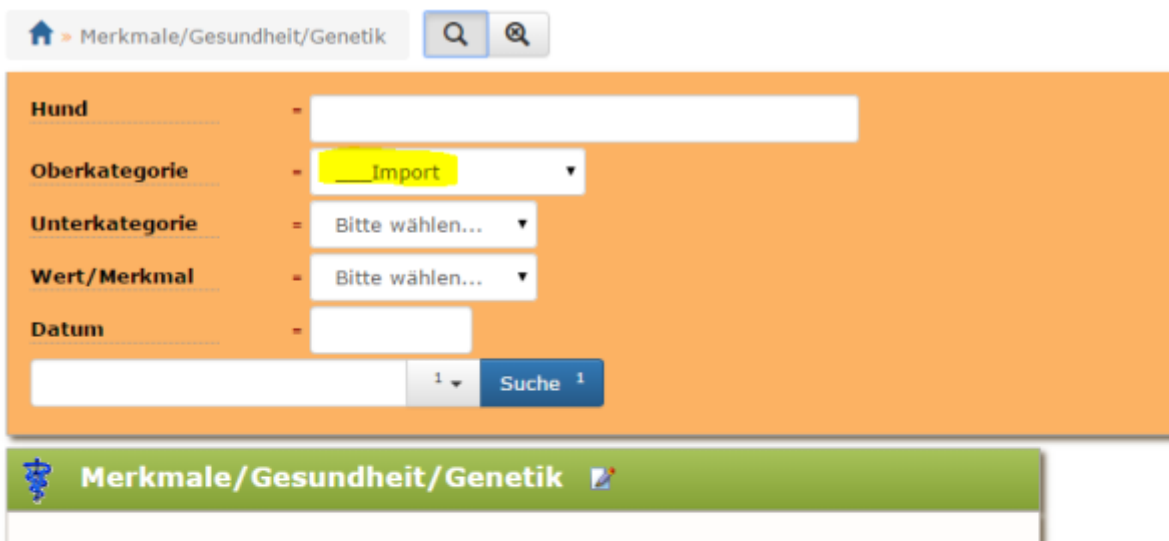 » Merkmale/Gesundheit/Genetik
Hund =
Oberkategorie = ___Import
Unterkategorie = Bitte wählen...
Wert/Merkmal = Bitte wählen...
Datum =
1 Suche 1
Merkmale/Gesundheit/Genetik